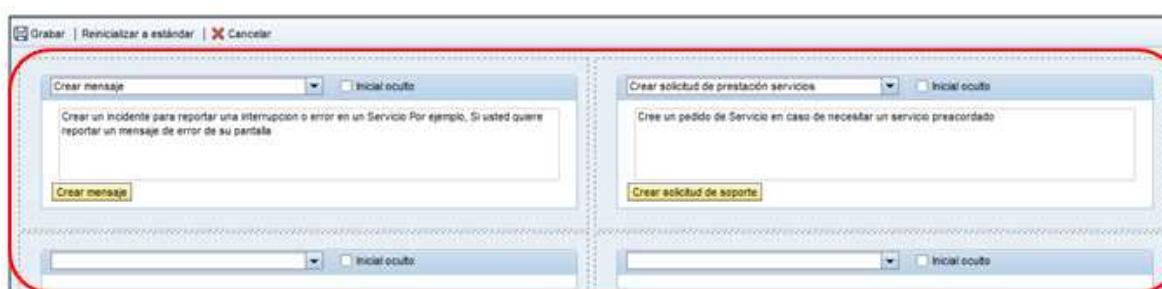 Grabar | Reinicializar a estándar | Cancelar
Crear mensaje
Inicial oculto
Crear un incidente para reportar una interrupcion o error en un Servicio Por ejemplo, Si usted quiere
reportar un mensaje de error de su pantalla
Crear mensaje
Crear solicitud de prestación servicios
Inicial oculto
Cree un pedido de Servicio en caso de necesitar un servicio preacordado
Crear solicitud de soporte
Inicial oculto
Inicial oculto